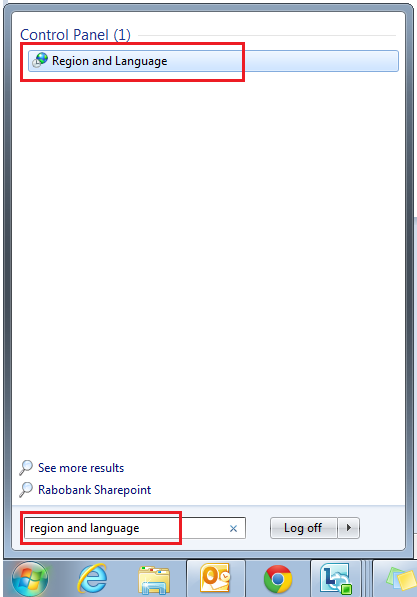 Control Panel (1)
Region and Language
See more results
Rabobank Sharepoint
region and language
Log off